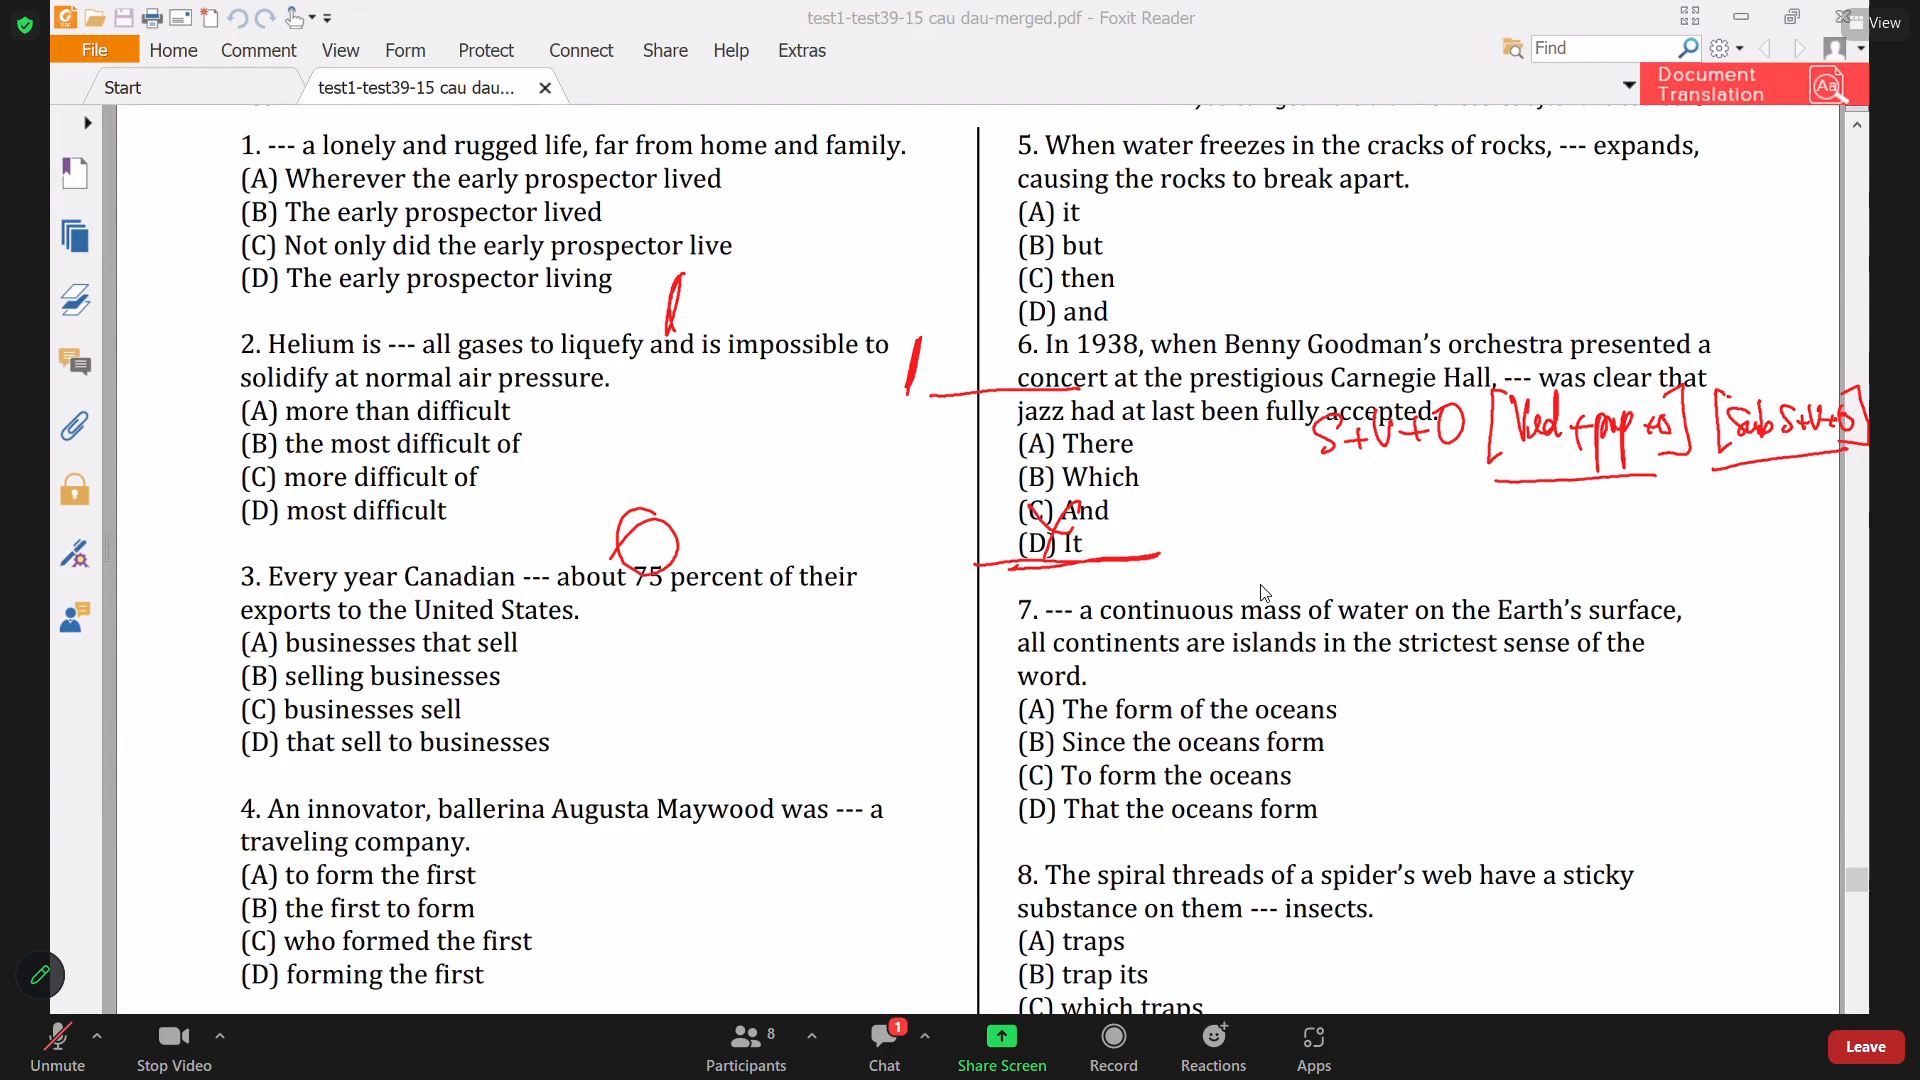 test1-test39-15 cau dau-merged.pdf - Foxit Reader
View
File Home Comment View Form Protect Connect Share Help Extras
Find
Start
test1-test39-15 cau dau...
Document
Translation
1. --- a lonely and rugged life, far from home and family.
(A) Wherever the early prospector lived
(B) The early prospector lived
(C) Not only did the early prospector live
(D) The early prospector living
2. Helium is --- all gases to liquefy and is impossible to
solidify at normal air pressure.
(A) more than difficult
(B) the most difficult of
(C) more difficult of
(D) most difficult
3. Every year Canadian --- about 75 percent of their
exports to the United States.
(A) businesses that sell
(B) selling businesses
(C) businesses sell
(D) that sell to businesses
4. An innovator, ballerina Augusta Maywood was --- a
traveling company.
(A) to form the first
(B) the first to form
(C) who formed the first
(D) forming the first
5. When water freezes in the cracks of rocks, --- expands,
causing the rocks to break apart.
(A) it
(B) but
(C) then
(D) and
6. In 1938, when Benny Goodman’s orchestra presented a
concert at the prestigious Carnegie Hall, --- was clear that
jazz had at last been fully accepted.
S+V+O [Ved + prep +O] [Sub S+V+O]
(A) There
(B) Which
(C) And
(D) It
7. --- a continuous mass of water on the Earth’s surface,
all continents are islands in the strictest sense of the
word.
(A) The form of the oceans
(B) Since the oceans form
(C) To form the oceans
(D) That the oceans form
8. The spiral threads of a spider’s web have a sticky
substance on them --- insects.
(A) traps
(B) trap its
(C) which traps
Unmute
Stop Video
8
Participants
1
Chat
Share Screen
Record
Reactions
Apps
Leave